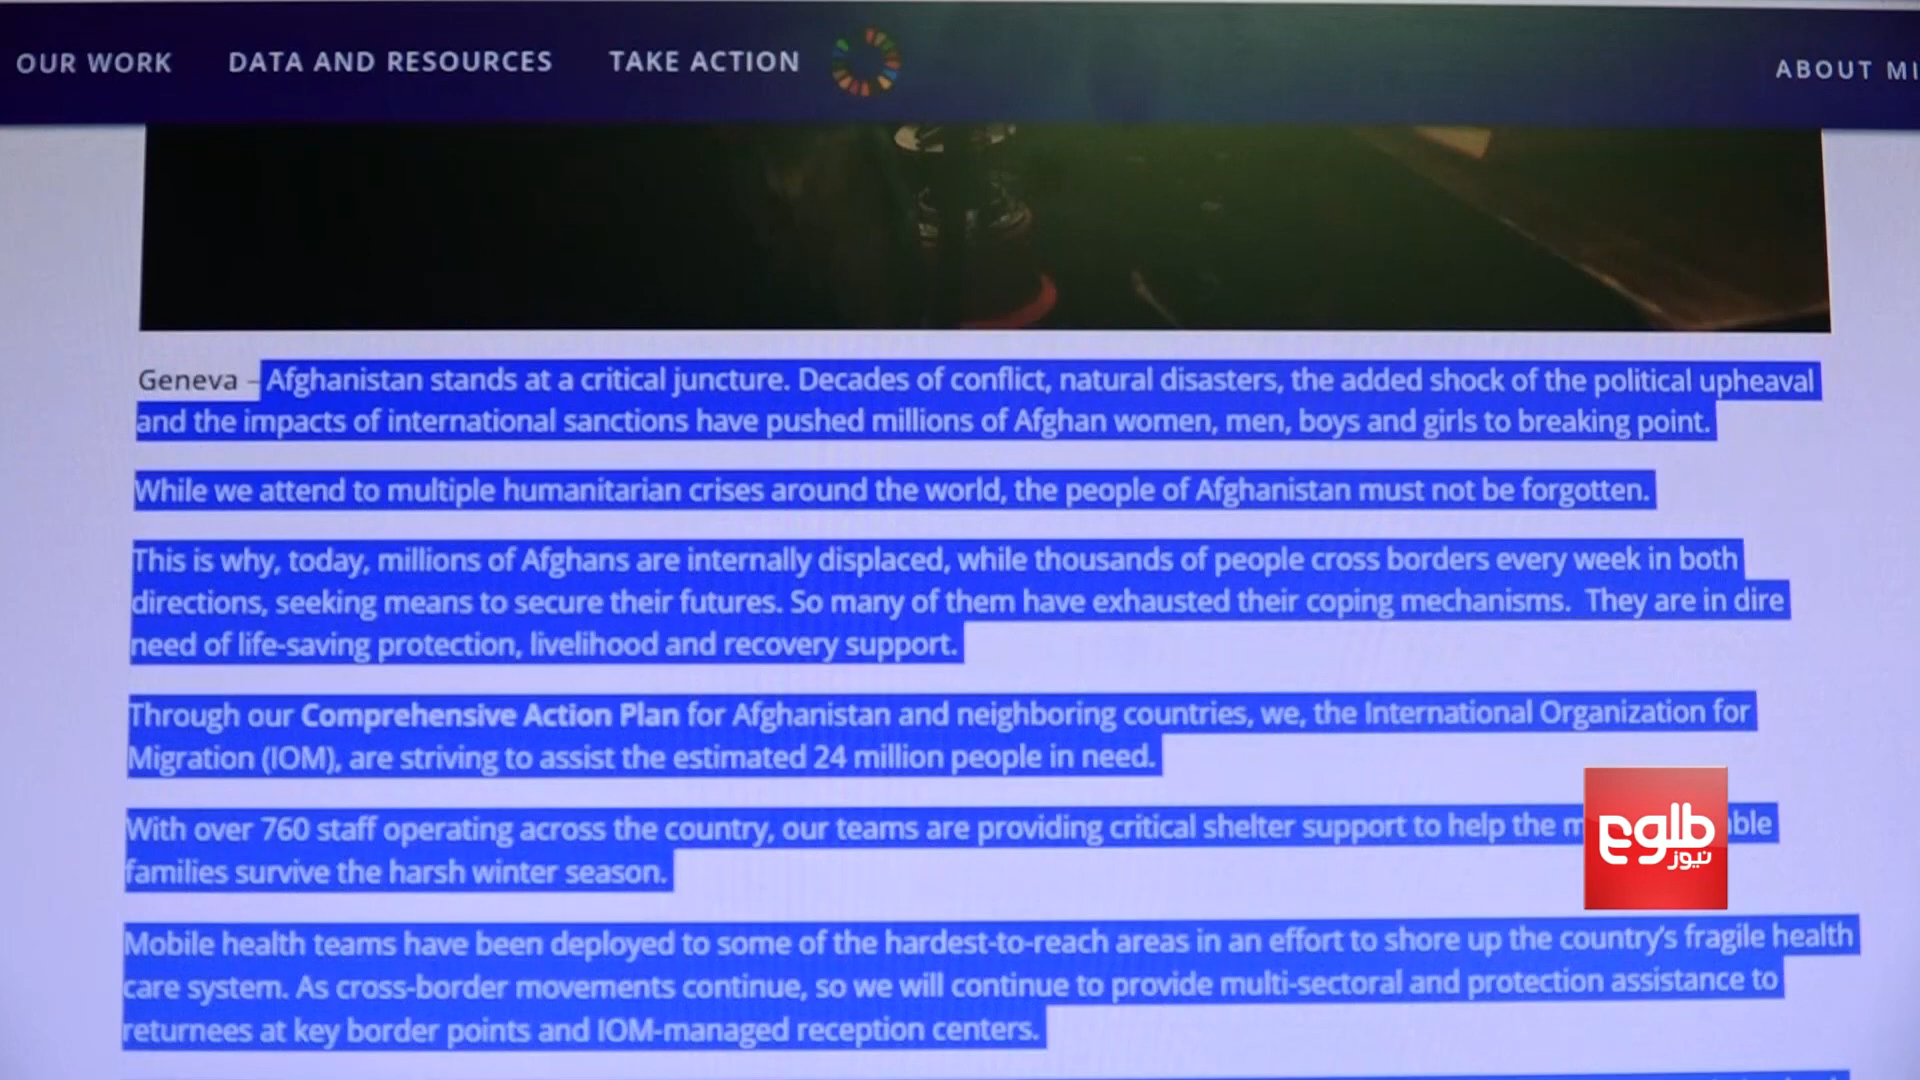 OUR WORK DATA AND RESOURCES TAKE ACTION ABOUT
Geneva – Afghanistan stands at a critical juncture. Decades of conflict, natural disasters, the added shock of the political upheaval
and the impacts of international sanctions have pushed millions of Afghan women, men, boys and girls to breaking point.
While we attend to multiple humanitarian crises around the world, the people of Afghanistan must not be forgotten.
This is why, today, millions of Afghans are internally displaced, while thousands of people cross borders every week in both
directions, seeking means to secure their futures. So many of them have exhausted their coping mechanisms. They are in dire
need of life-saving protection, livelihood and recovery support.
Through our Comprehensive Action Plan for Afghanistan and neighboring countries, we, the International Organization for
Migration (IOM), are striving to assist the estimated 24 million people in need.
With over 760 staff operating across the country, our teams are providing critical shelter support to help the
families survive the harsh winter season.
طلوع
نیوز
Mobile health teams have been deployed to some of the hardest-to-reach areas in an effort to shore up the country's fragile health
care system. As cross-border movements continue, so we will continue to provide multi-sectoral and protection assistance to
returnees at key border points and IOM-managed reception centers.